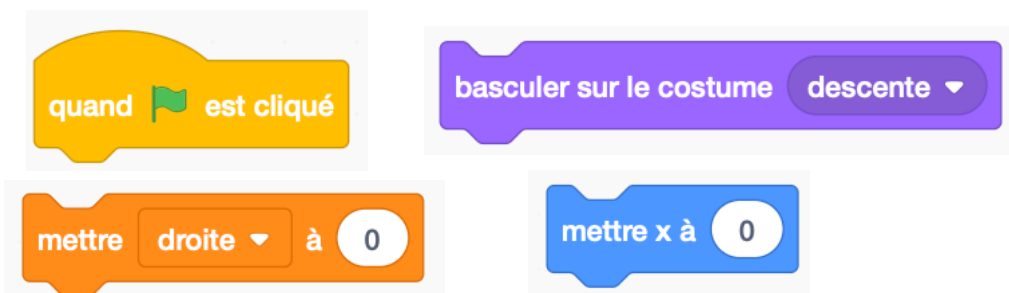 quand est cliqué
basculer sur le costume descente
mettre droite à 0
mettre x à 0